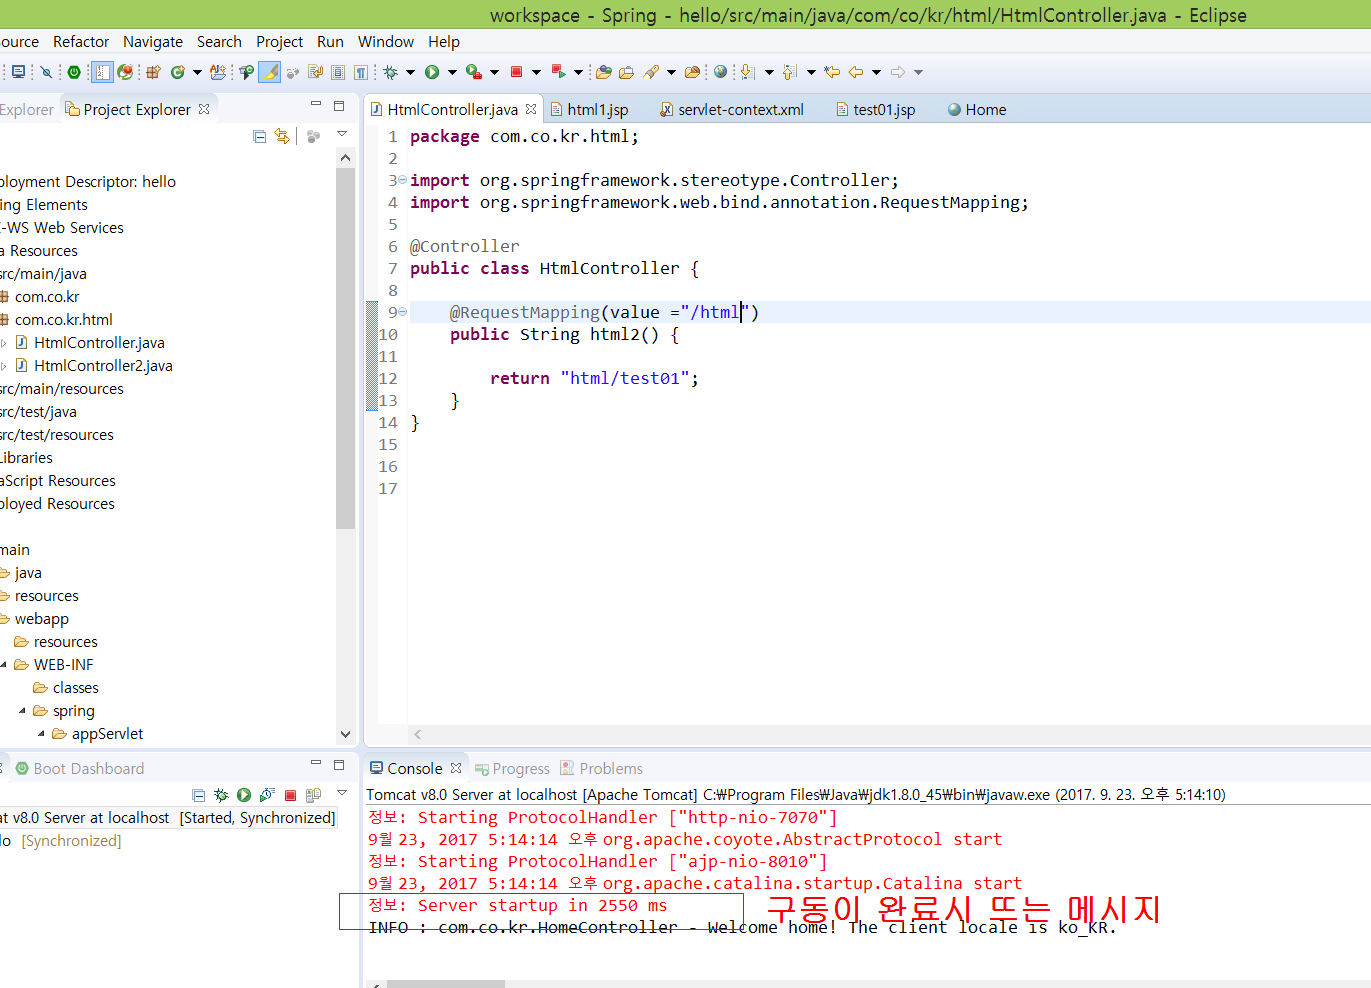 workspace - Spring - hello/src/main/java/com/co/kr/html/HtmlController.java - Eclipse
ource Refactor Navigate Search Project Run Window Help
Explorer Project Explorer
ployment Descriptor: hello
ing Elements
-WS Web Services
a Resources
src/main/java
com.co.kr
com.co.kr.html
HtmlController.java
HtmlController2.java
src/main/resources
src/test/java
src/test/resources
Libraries
aScript Resources
ployed Resources
main
java
resources
webapp
resources
WEB-INF
classes
spring
appServlet
HtmlController.java html1.jsp servlet-context.xml test01.jsp Home
1 package com.co.kr.html;
2
3 import org.springframework.stereotype.Controller;
4 import org.springframework.web.bind.annotation.RequestMapping;
5
6 @Controller
7 public class HtmlController {
8
9 @RequestMapping(value ="/html")
10 public String html2() {
11
12 return "html/test01";
13 }
14 }
15
16
17
Boot Dashboard
at v8.0 Server at localhost [Started, Synchronized]
lo [Synchronized]
Console Progress Problems
Tomcat v8.0 Server at localhost [Apache Tomcat] C:₩Program Files₩Java₩jdk1.8.0_45₩bin₩javaw.exe (2017. 9. 23. 오후 5:14:10)
정보: Starting ProtocolHandler ["http-nio-7070"]
9월 23, 2017 5:14:14 오후 org.apache.coyote.AbstractProtocol start
정보: Starting ProtocolHandler ["ajp-nio-8010"]
9월 23, 2017 5:14:14 오후 org.apache.catalina.startup.Catalina start
정보: Server startup in 2550 ms
구동이 완료시 뜨는 메시지
INFO : com.co.kr.HomeController - Welcome home! The client locale is ko_KR.